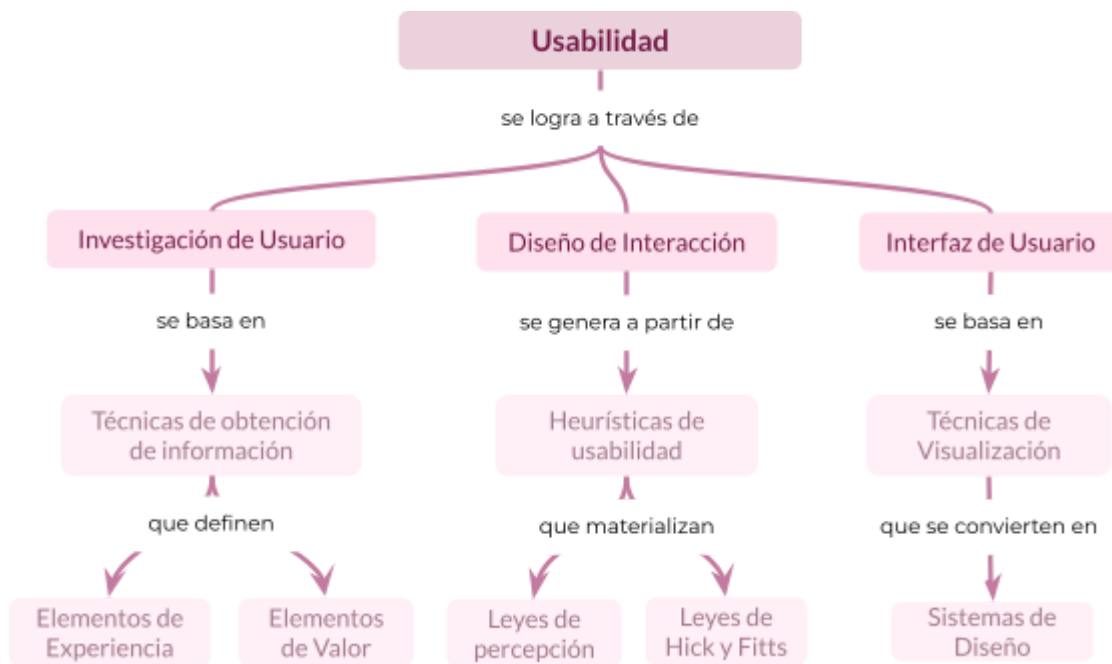 Usabilidad
se logra a través de
Investigación de Usuario
Diseño de Interacción
Interfaz de Usuario
se basa en
se genera a partir de
se basa en
Técnicas de obtención
de información
Heurísticas de
usabilidad
Técnicas de
Visualización
que definen
que materializan
que se convierten en
Elementos de
Experiencia
Elementos
de Valor
Leyes de
percepción
Leyes de
Hick y Fitts
Sistemas de
Diseño